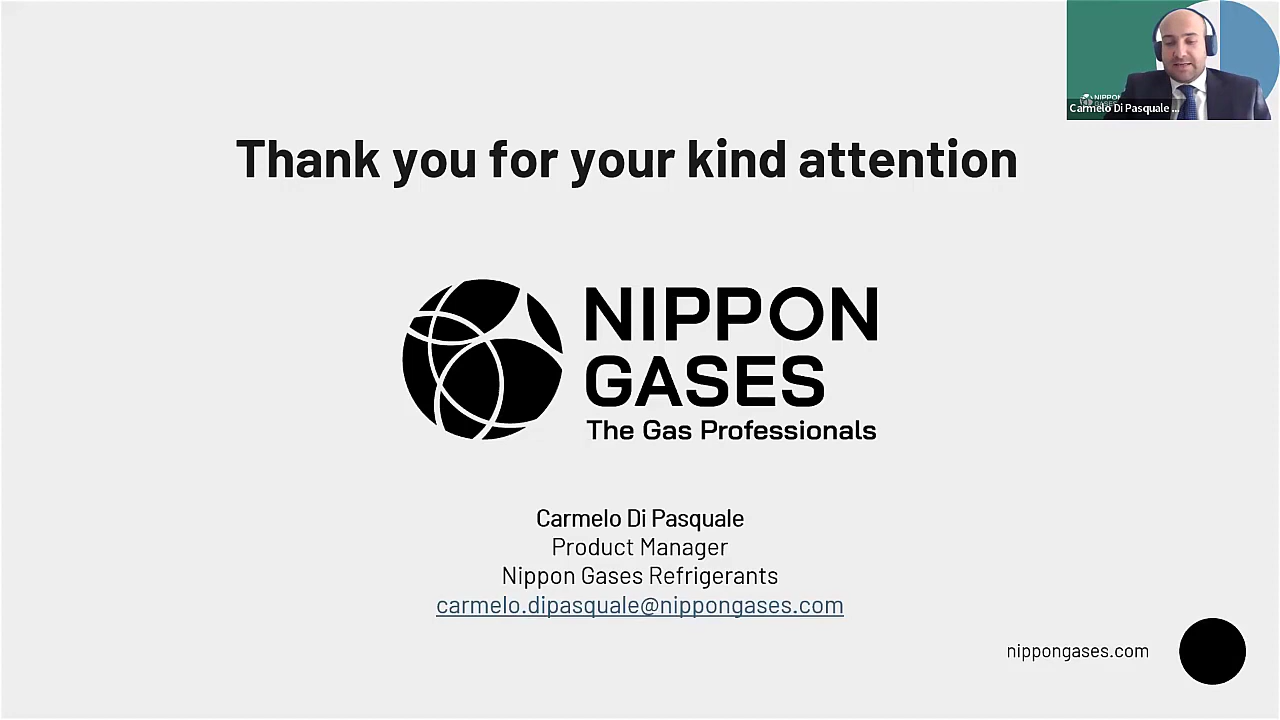 Carmelo Di Pasquale ...
Thank you for your kind attention
NIPPON
GASES
The Gas Professionals
Carmelo Di Pasquale
Product Manager
Nippon Gases Refrigerants
carmelo.dipasquale@nippongases.com
nippongases.com